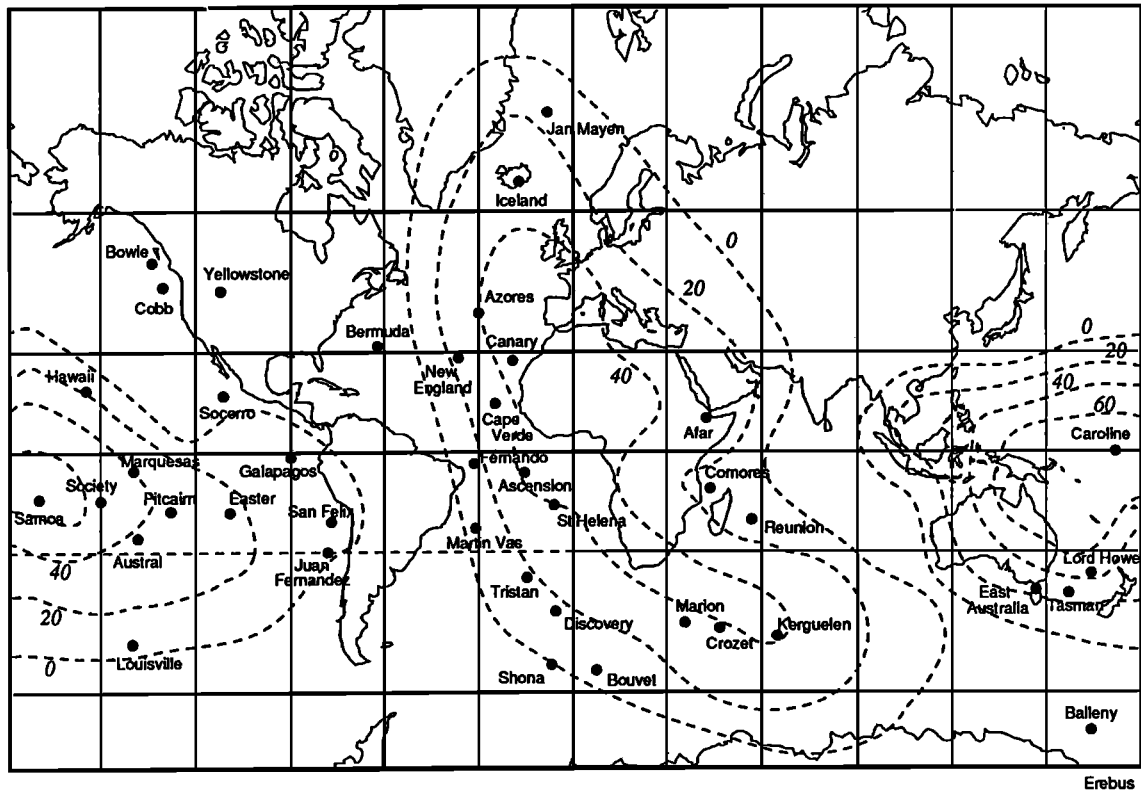 Jan Mayen
Iceland
Bowie
Yellowstone
0
Cobb
20
Azores
Bermuda
Canary
0
20
New
England
Hawaii
40
40
Socorro
Cape
Verde
60
Afar
Caroline
Marquesas
Galapagos
Fernando
Society
Pitcairn
Easter
Ascension
Comores
Samoa
San Felix
St Helena
Reunion
Martin Vas
40
Austral
Juan
Fernandez
Lord Howe
Tristan
East
Australia
Tasman
20
Marion
Discovery
Crozet
Kerguelen
0
Louisville
Shona
Bouvet
Balleny
Erebus